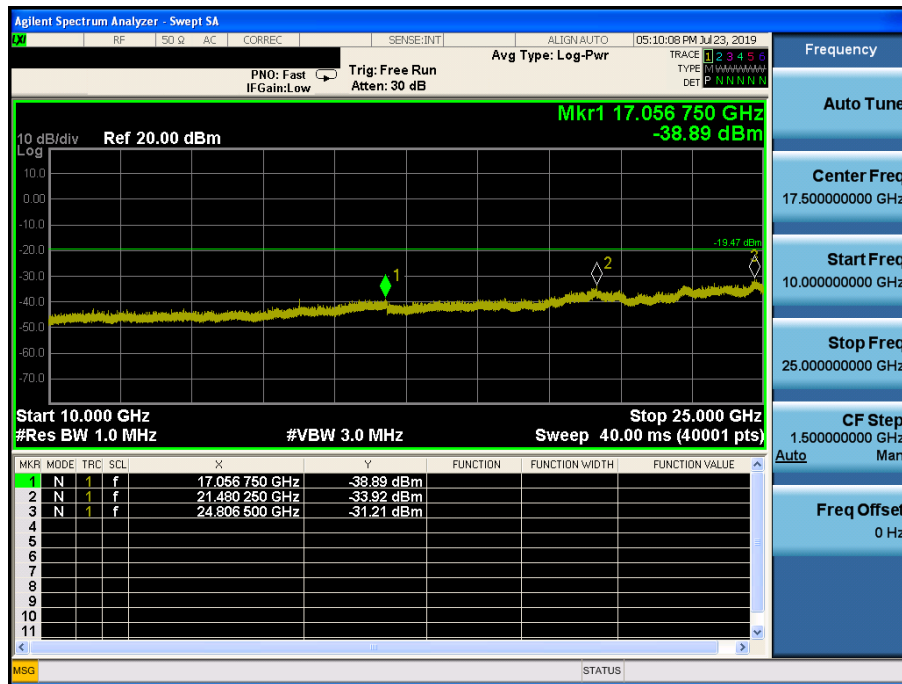 Agilent Spectrum Analyzer - Swept SA
LXI RF 50 Ω AC CORREC SENSE:INT ALIGN AUTO 05:10:08 PM Jul 23, 2019
Avg Type: Log-Pwr
TRACE 1 2 3 4 5 6
TYPE M WWWWW
DET P N N N N N
PNO: Fast
IFGain:Low
Trig: Free Run
Atten: 30 dB
Mkr1 17.056 750 GHz
-38.89 dBm
10 dB/div Ref 20.00 dBm
Log
10.0
0.00
-10.0
-20.0
-30.0
-40.0
-50.0
-60.0
-70.0
-19.47 dBm
1
2
3
Start 10.000 GHz Stop 25.000 GHz
#Res BW 1.0 MHz #VBW 3.0 MHz Sweep 40.00 ms (40001 pts)
MKR MODE TRC SCL X Y FUNCTION FUNCTION WIDTH FUNCTION VALUE
1 N 1 f 17.056 750 GHz -38.89 dBm
2 N 1 f 21.480 250 GHz -33.92 dBm
3 N 1 f 24.806 500 GHz -31.21 dBm
4
5
6
7
8
9
10
11
MSG STATUS
Frequency
Auto Tune
Center Freq
17.500000000 GHz
Start Freq
10.000000000 GHz
Stop Freq
25.000000000 GHz
CF Step
1.500000000 GHz
Auto Man
Freq Offset
0 Hz